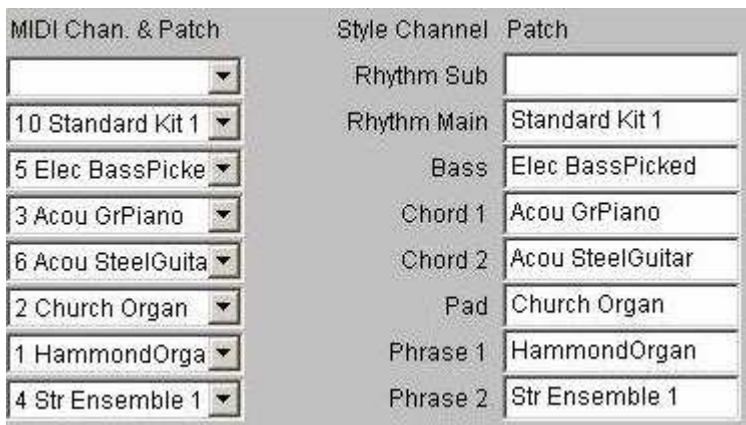 MIDI Chan. & Patch Style Channel Patch
Rhythm Sub
10 Standard Kit 1 Rhythm Main Standard Kit 1
5 Elec BassPicke Bass Elec BassPicked
3 Acou GrPiano Chord 1 Acou GrPiano
6 Acou SteelGuita Chord 2 Acou SteelGuitar
2 Church Organ Pad Church Organ
1 HammondOrga Phrase 1 HammondOrgan
4 Str Ensemble 1 Phrase 2 Str Ensemble 1